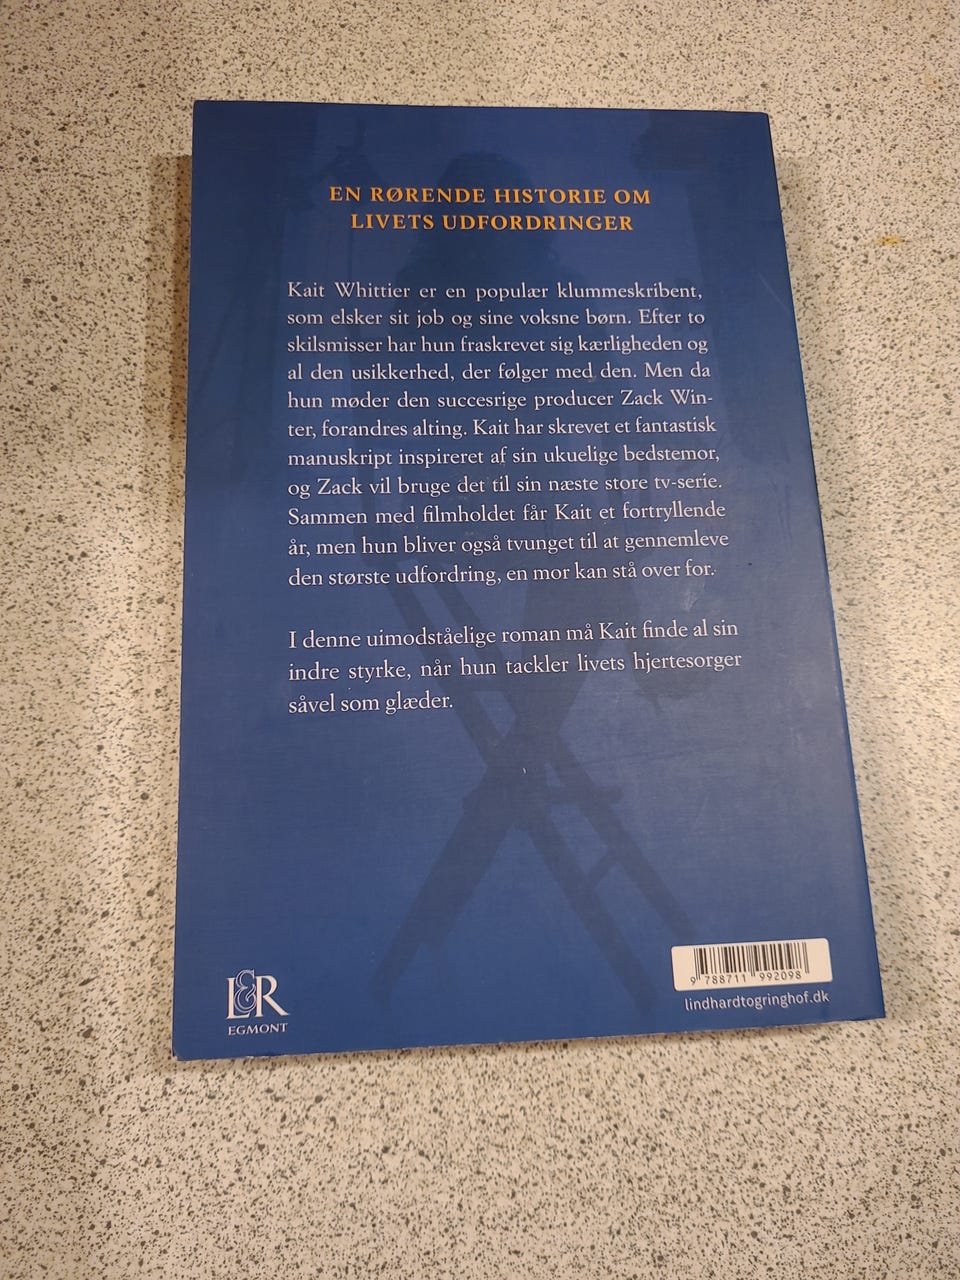 EN RØRENDE HISTORIE OM
LIVETS UDFORDRINGER
Kait Whittier er en populær klummeskribent,
som elsker sit job og sine voksne børn. Efter to
skilsmisser har hun fraskrevet sig kærligheden og
al den usikkerhed, der følger med den. Men da
hun møder den succesrige producer Zack Win-
ter, forandres alting. Kait har skrevet et fantastisk
manuskript inspireret af sin ukuelige bedstemor,
og Zack vil bruge det til sin næste store tv-serie.
Sammen med filmholdet får Kait et fortryllende
år, men hun bliver også tvunget til at gennemleve
den største udfordring, en mor kan stå over for.
I denne uimodståelige roman må Kait finde al sin
indre styrke, når hun tackler livets hjertesorger
såvel som glæder.
L&R
EGMONT
9 788711 992098
lindhardtogringhof.dk